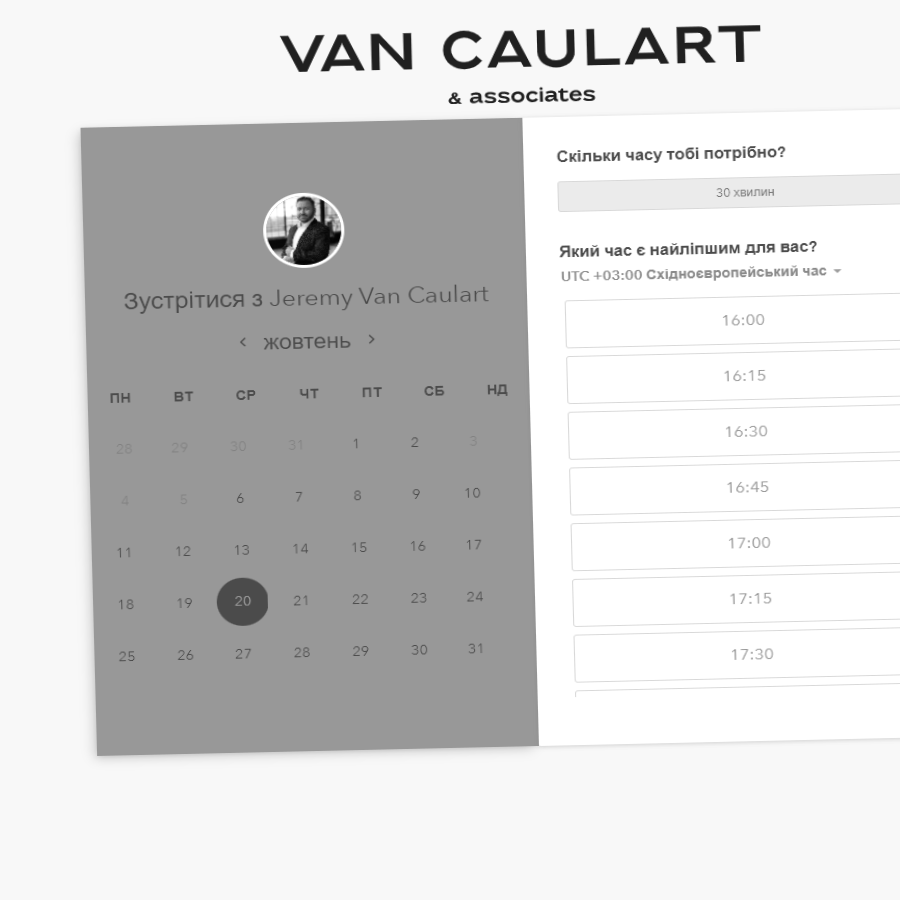 VAN CAULART
& associates
Зустрітися з Jeremy Van Caulart
жовтень
ПН ВТ СР ЧТ ПТ СБ НД
28 29 30 31 1 2 3
4 5 6 7 8 9 10
11 12 13 14 15 16 17
18 19 20 21 22 23 24
25 26 27 28 29 30 31
Скільки часу тобі потрібно?
30 хвилин
Який час є найліпшим для вас?
UTC +03:00 Східноєвропейський час
16:00
16:15
16:30
16:45
17:00
17:15
17:30